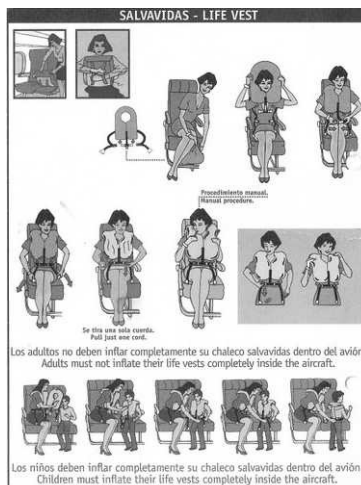 SALVAVIDAS - LIFE VEST
Procedimiento manual.
Manual procedure.
Se tira una sola cuerda.
Pull just one cord.
Los adultos no deben inflar completamente su chaleco salvavidas dentro del avión
Adults must not inflate their life vests completely inside the aircraft.
Los niños deben inflar completamente su chaleco salvavidas dentro del avión
Children must inflate their life vests completely inside the aircraft.